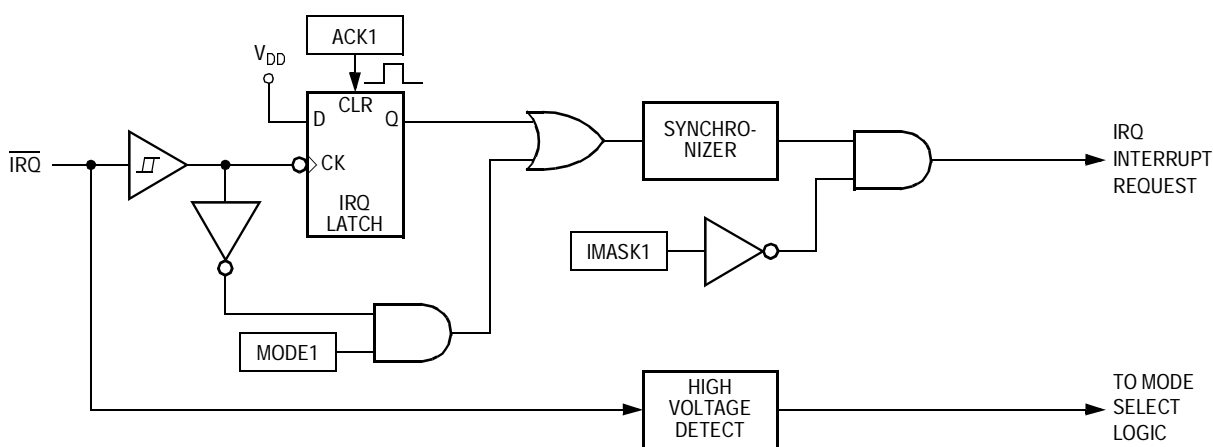 ACK1
V_DD
CLR
D
Q
CK
IRQ
LATCH
IRQ
SYNCHRO-
NIZER
IRQ
INTERRUPT
REQUEST
IMASK1
MODE1
HIGH
VOLTAGE
DETECT
TO MODE
SELECT
LOGIC